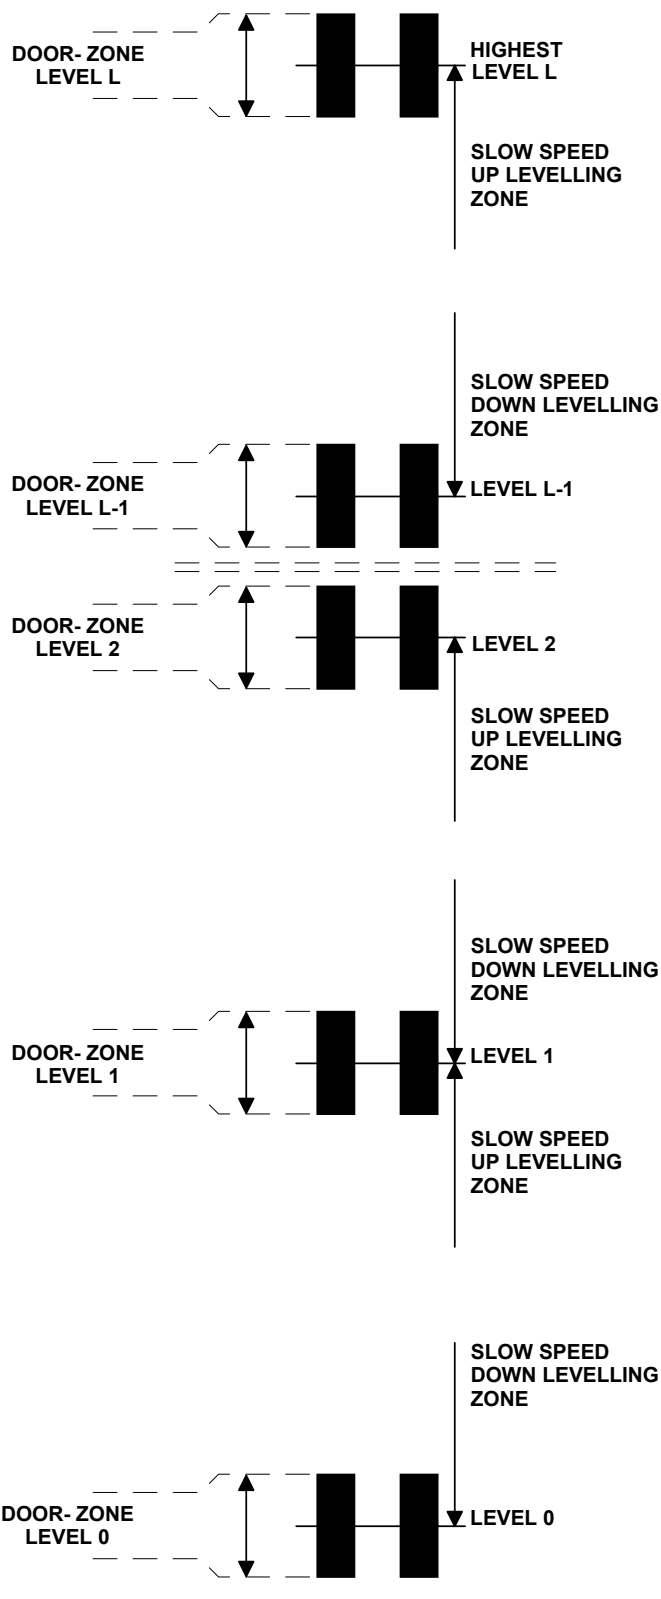 DOOR- ZONE
LEVEL L
HIGHEST
LEVEL L
SLOW SPEED
UP LEVELLING
ZONE
SLOW SPEED
DOWN LEVELLING
ZONE
DOOR- ZONE
LEVEL L-1
LEVEL L-1
DOOR- ZONE
LEVEL 2
LEVEL 2
SLOW SPEED
UP LEVELLING
ZONE
SLOW SPEED
DOWN LEVELLING
ZONE
DOOR- ZONE
LEVEL 1
LEVEL 1
SLOW SPEED
UP LEVELLING
ZONE
SLOW SPEED
DOWN LEVELLING
ZONE
DOOR- ZONE
LEVEL 0
LEVEL 0